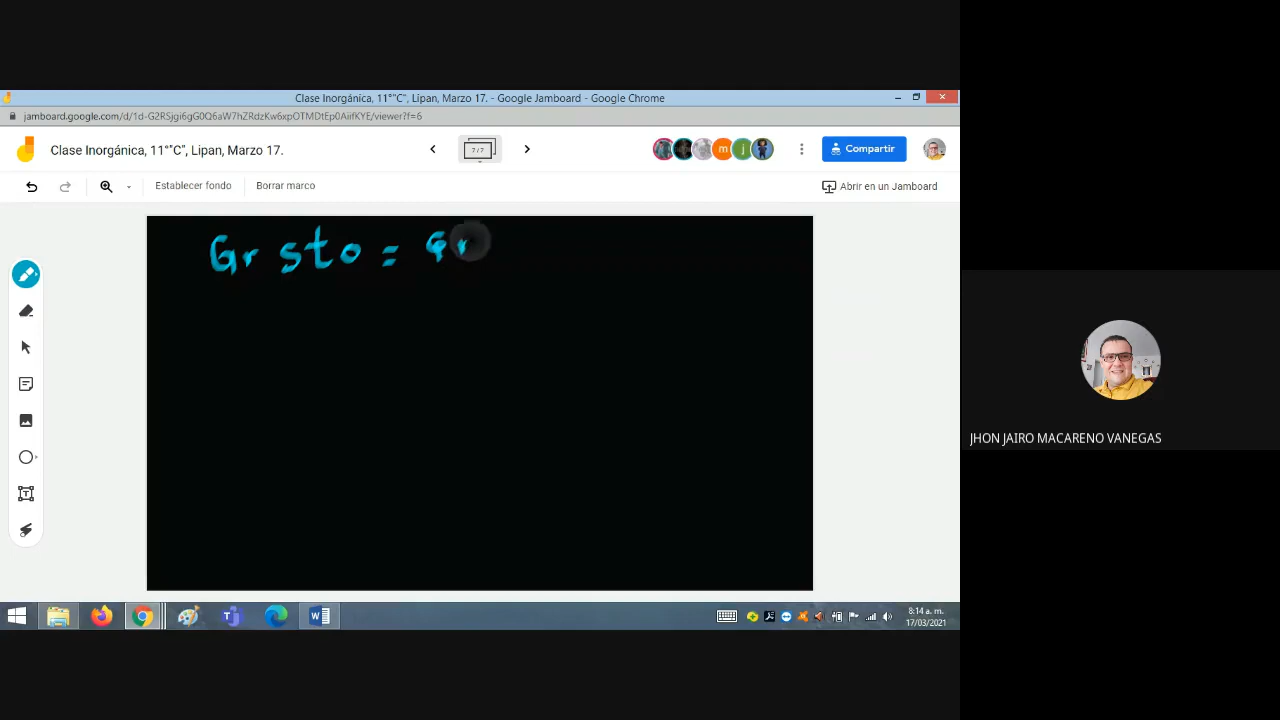 Clase Inorgánica, 11°"C", Lipan, Marzo 17. - Google Jamboard - Google Chrome
jamboard.google.com/d/1d-G2RSjgi6gG0Q6aW7hZRdzKw6xpOTMDtEp0AiifKYE/viewer?f=6
Clase Inorgánica, 11°"C", Lipan, Marzo 17.
7 / 7
m
j
Compartir
Establecer fondo
Borrar marco
Abrir en un Jamboard
Gr sto = Gr
JHON JAIRO MACARENO VANEGAS
8:14 a. m.
17/03/2021